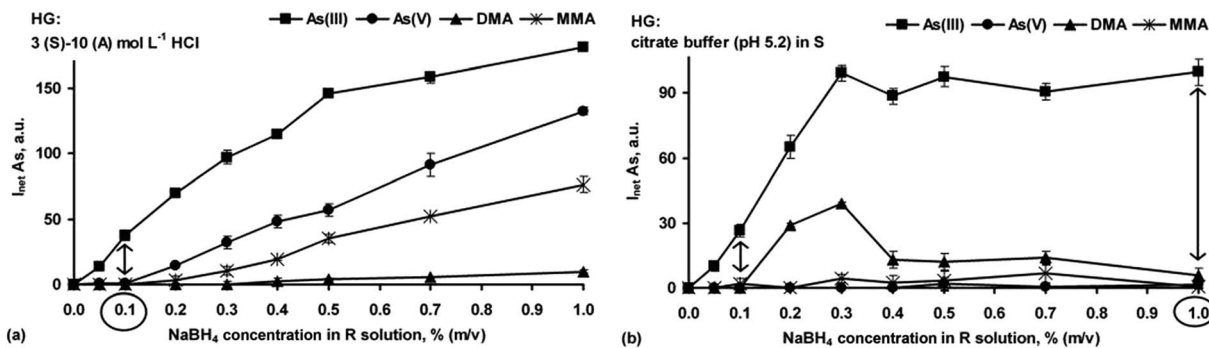 HG:
As(III) As(V) DMA MMA
3 (S)-10 (A) mol L⁻¹ HCl
Iₙₑₜ As, a.u.
150
100
50
0
0.0 0.1 0.2 0.3 0.4 0.5 0.6 0.7 0.8 0.9 1.0
NaBH₄ concentration in R solution, % (m/v)
(a)
HG:
As(III) As(V) DMA MMA
citrate buffer (pH 5.2) in S
Iₙₑₜ As, a.u.
90
60
30
0
0.0 0.1 0.2 0.3 0.4 0.5 0.6 0.7 0.8 0.9 1.0
NaBH₄ concentration in R solution, % (m/v)
(b)